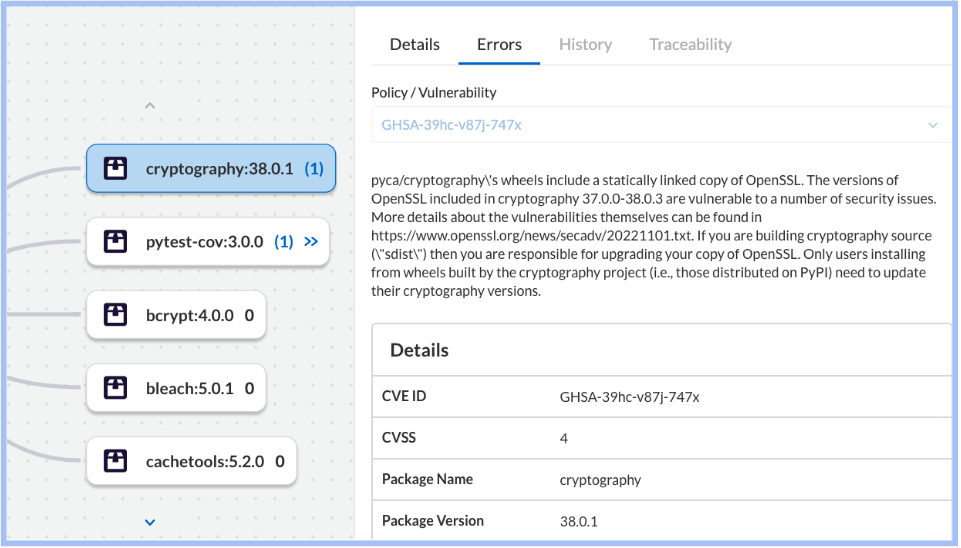 Details Errors History Traceability
Policy / Vulnerability
GHSA-39hc-v87j-747x
cryptography:38.0.1 (1)
pytest-cov:3.0.0 (1) >>
bcrypt:4.0.0 0
bleach:5.0.1 0
cachetools:5.2.0 0
pyca/cryptography\'s wheels include a statically linked copy of OpenSSL. The versions of
OpenSSL included in cryptography 37.0.0-38.0.3 are vulnerable to a number of security issues.
More details about the vulnerabilities themselves can be found in
https://www.openssl.org/news/secadv/20221101.txt. If you are building cryptography source
(\"sdist\") then you are responsible for upgrading your copy of OpenSSL. Only users installing
from wheels built by the cryptography project (i.e., those distributed on PyPI) need to update
their cryptography versions.
Details
CVE ID GHSA-39hc-v87j-747x
CVSS 4
Package Name cryptography
Package Version 38.0.1